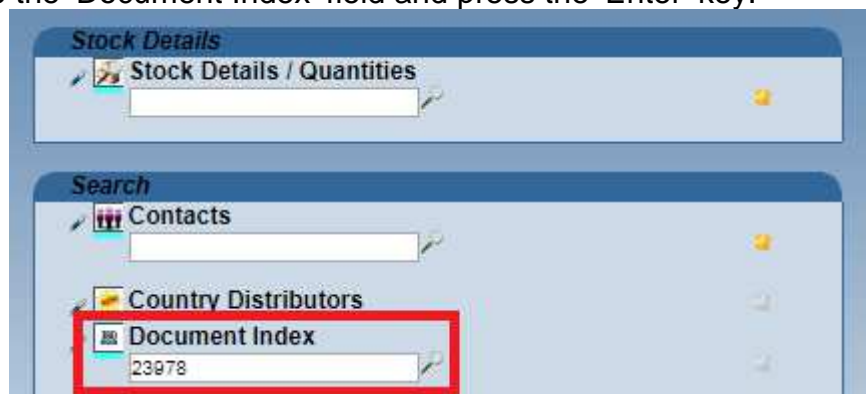 the 'Document Index' field and press the 'Enter' key.
Stock Details
Stock Details / Quantities
Search
Contacts
Country Distributors
Document Index
23978